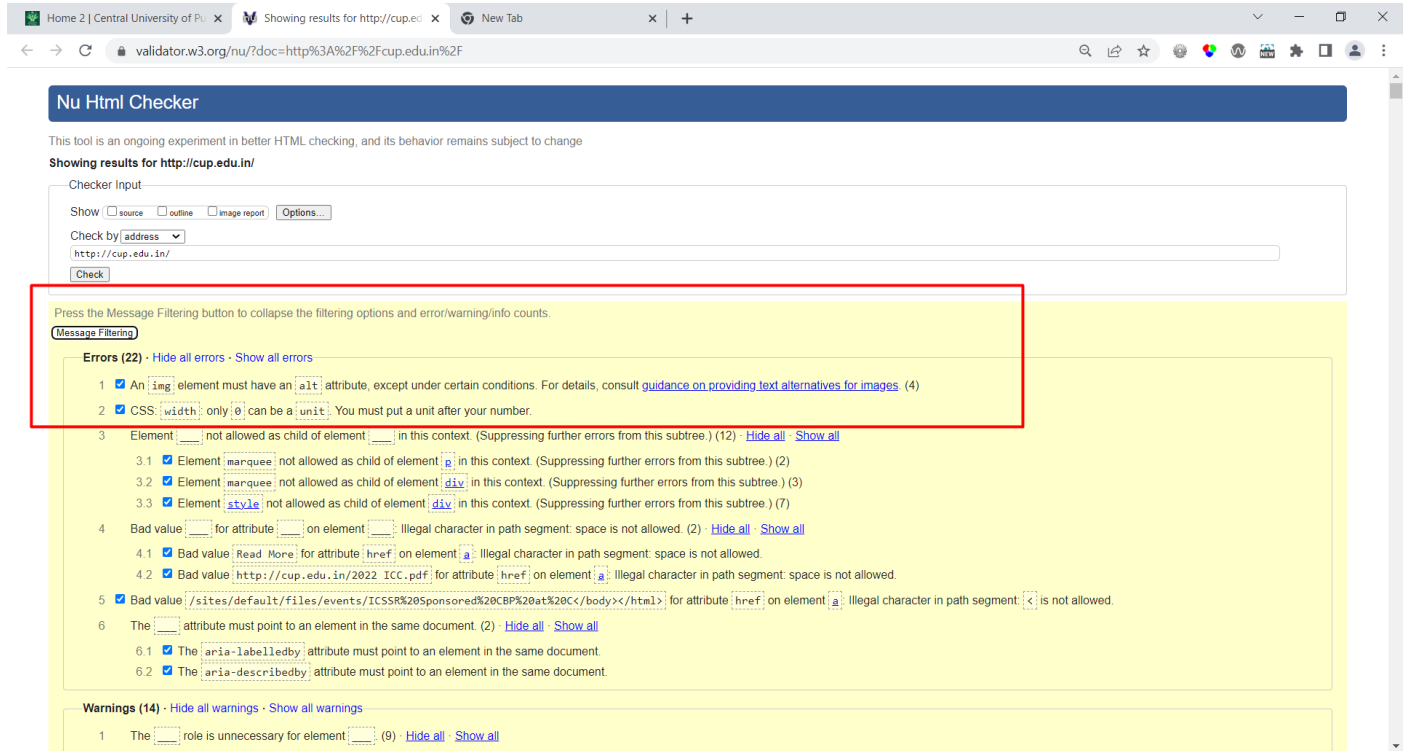 Home 2 | Central University of Pu
Showing results for http://cup.ed
New Tab
validator.w3.org/nu/?doc=http%3A%2F%2Fcup.edu.in%2F
NEW
Nu Html Checker
This tool is an ongoing experiment in better HTML checking, and its behavior remains subject to change
Showing results for http://cup.edu.in/
Checker Input
Show source outline image report Options...
Check by address
http://cup.edu.in/
Check
Press the Message Filtering button to collapse the filtering options and error/warning/info counts.
Message Filtering
Errors (22) · Hide all errors · Show all errors
1 An img element must have an alt attribute, except under certain conditions. For details, consult guidance on providing text alternatives for images. (4)
2 CSS: width: only 0 can be a unit. You must put a unit after your number.
3 Element ___ not allowed as child of element ___ in this context. (Suppressing further errors from this subtree.) (12) · Hide all · Show all
3.1 Element marquee not allowed as child of element p in this context. (Suppressing further errors from this subtree.) (2)
3.2 Element marquee not allowed as child of element div in this context. (Suppressing further errors from this subtree.) (3)
3.3 Element style not allowed as child of element div in this context. (Suppressing further errors from this subtree.) (7)
4 Bad value ___ for attribute ___ on element ___: Illegal character in path segment: space is not allowed. (2) · Hide all · Show all
4.1 Bad value Read More for attribute href on element a: Illegal character in path segment: space is not allowed.
4.2 Bad value http://cup.edu.in/2022 ICC.pdf for attribute href on element a: Illegal character in path segment: space is not allowed.
5 Bad value /sites/default/files/events/ICSSR%20Sponsored%20CBP%20at%20C</body></html> for attribute href on element a: Illegal character in path segment: < is not allowed.
6 The ___ attribute must point to an element in the same document. (2) · Hide all · Show all
6.1 The aria-labelledby attribute must point to an element in the same document.
6.2 The aria-describedby attribute must point to an element in the same document.
Warnings (14) · Hide all warnings · Show all warnings
1 The ___ role is unnecessary for element ___. (9) · Hide all · Show all